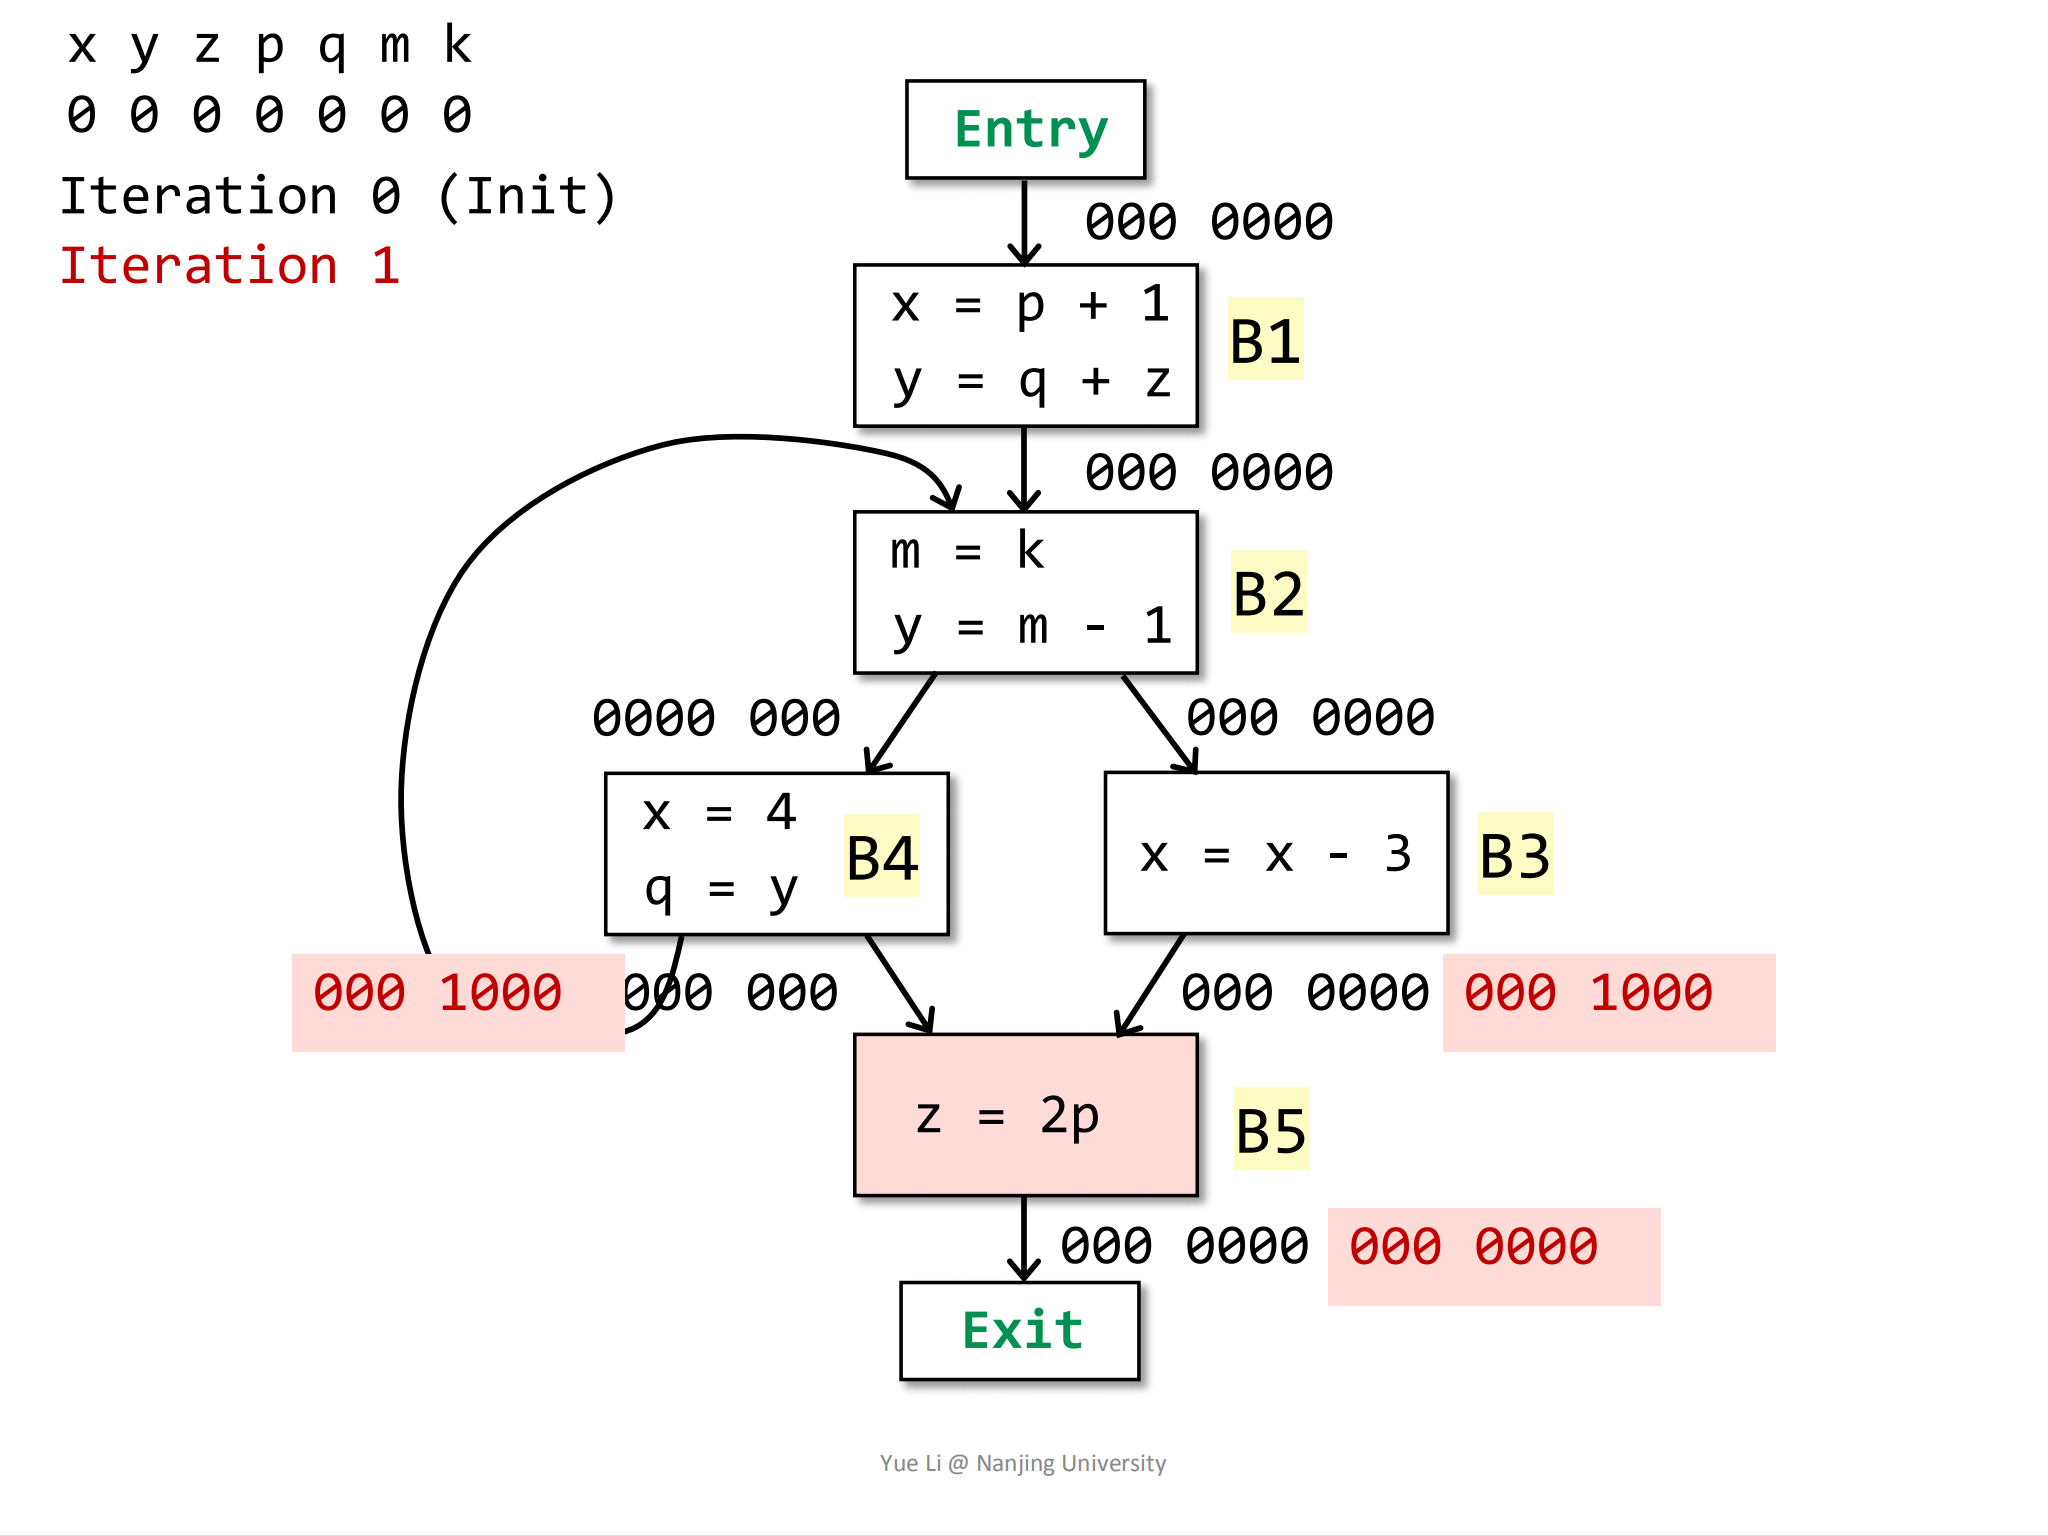 x y z p q m k
0 0 0 0 0 0 0
Iteration 0 (Init)
Iteration 1
Entry
000 0000
x = p + 1
y = q + z
B1
000 0000
m = k
y = m - 1
B2
0000 000
000 0000
x = 4
q = y
B4
x = x - 3
B3
000 1000
000 000
000 0000
000 1000
z = 2p
B5
000 0000
000 0000
Exit
Yue Li @ Nanjing University